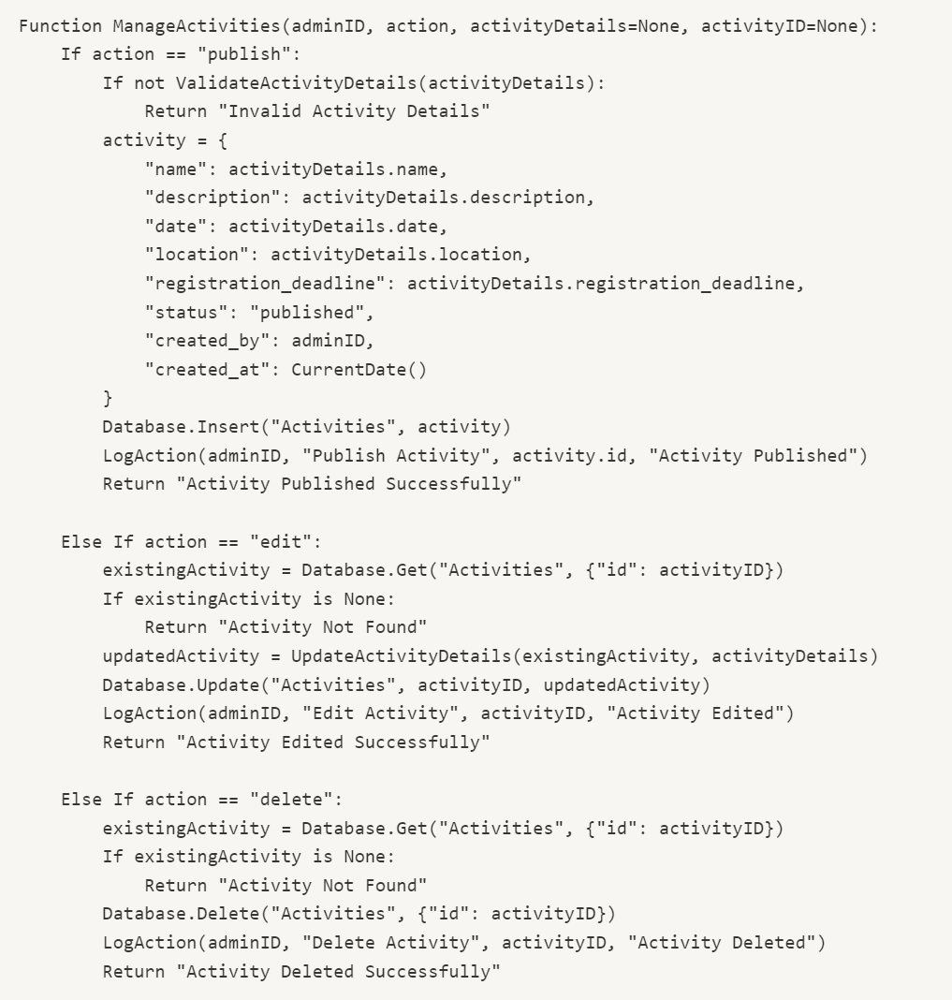 Function ManageActivities(adminID, action, activityDetails=None, activityID=None):
    If action == "publish":
        If not ValidateActivityDetails(activityDetails):
            Return "Invalid Activity Details"
        activity = {
            "name": activityDetails.name,
            "description": activityDetails.description,
            "date": activityDetails.date,
            "location": activityDetails.location,
            "registration_deadline": activityDetails.registration_deadline,
            "status": "published",
            "created_by": adminID,
            "created_at": CurrentDate()
        }
        Database.Insert("Activities", activity)
        LogAction(adminID, "Publish Activity", activity.id, "Activity Published")
        Return "Activity Published Successfully"

    Else If action == "edit":
        existingActivity = Database.Get("Activities", {"id": activityID})
        If existingActivity is None:
            Return "Activity Not Found"
        updatedActivity = UpdateActivityDetails(existingActivity, activityDetails)
        Database.Update("Activities", activityID, updatedActivity)
        LogAction(adminID, "Edit Activity", activityID, "Activity Edited")
        Return "Activity Edited Successfully"

    Else If action == "delete":
        existingActivity = Database.Get("Activities", {"id": activityID})
        If existingActivity is None:
            Return "Activity Not Found"
        Database.Delete("Activities", {"id": activityID})
        LogAction(adminID, "Delete Activity", activityID, "Activity Deleted")
        Return "Activity Deleted Successfully"